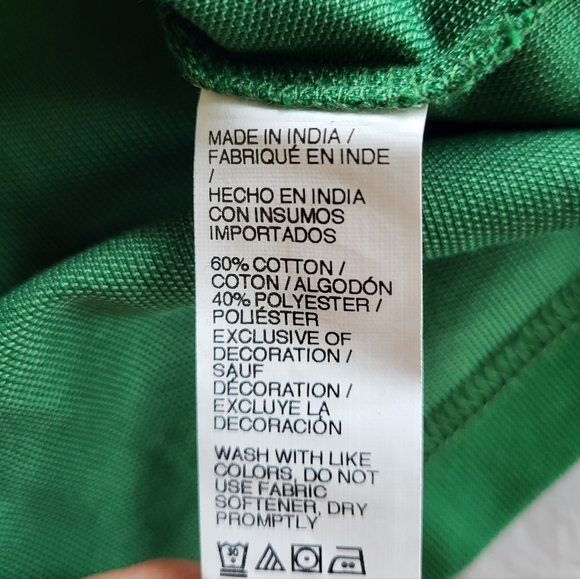 MADE IN INDIA /
FABRIQUÉ EN INDE
/
HECHO EN INDIA
CON INSUMOS
IMPORTADOS
60% COTTON /
COTON / ALGODÓN
40% POLYESTER /
POLIÉSTER
EXCLUSIVE OF
DECORATION /
SAUF
DÉCORATION /
EXCLUYE LA
DECORACIÓN
WASH WITH LIKE
COLORS, DO NOT
USE FABRIC
SOFTENER, DRY
PROMPTLY
30